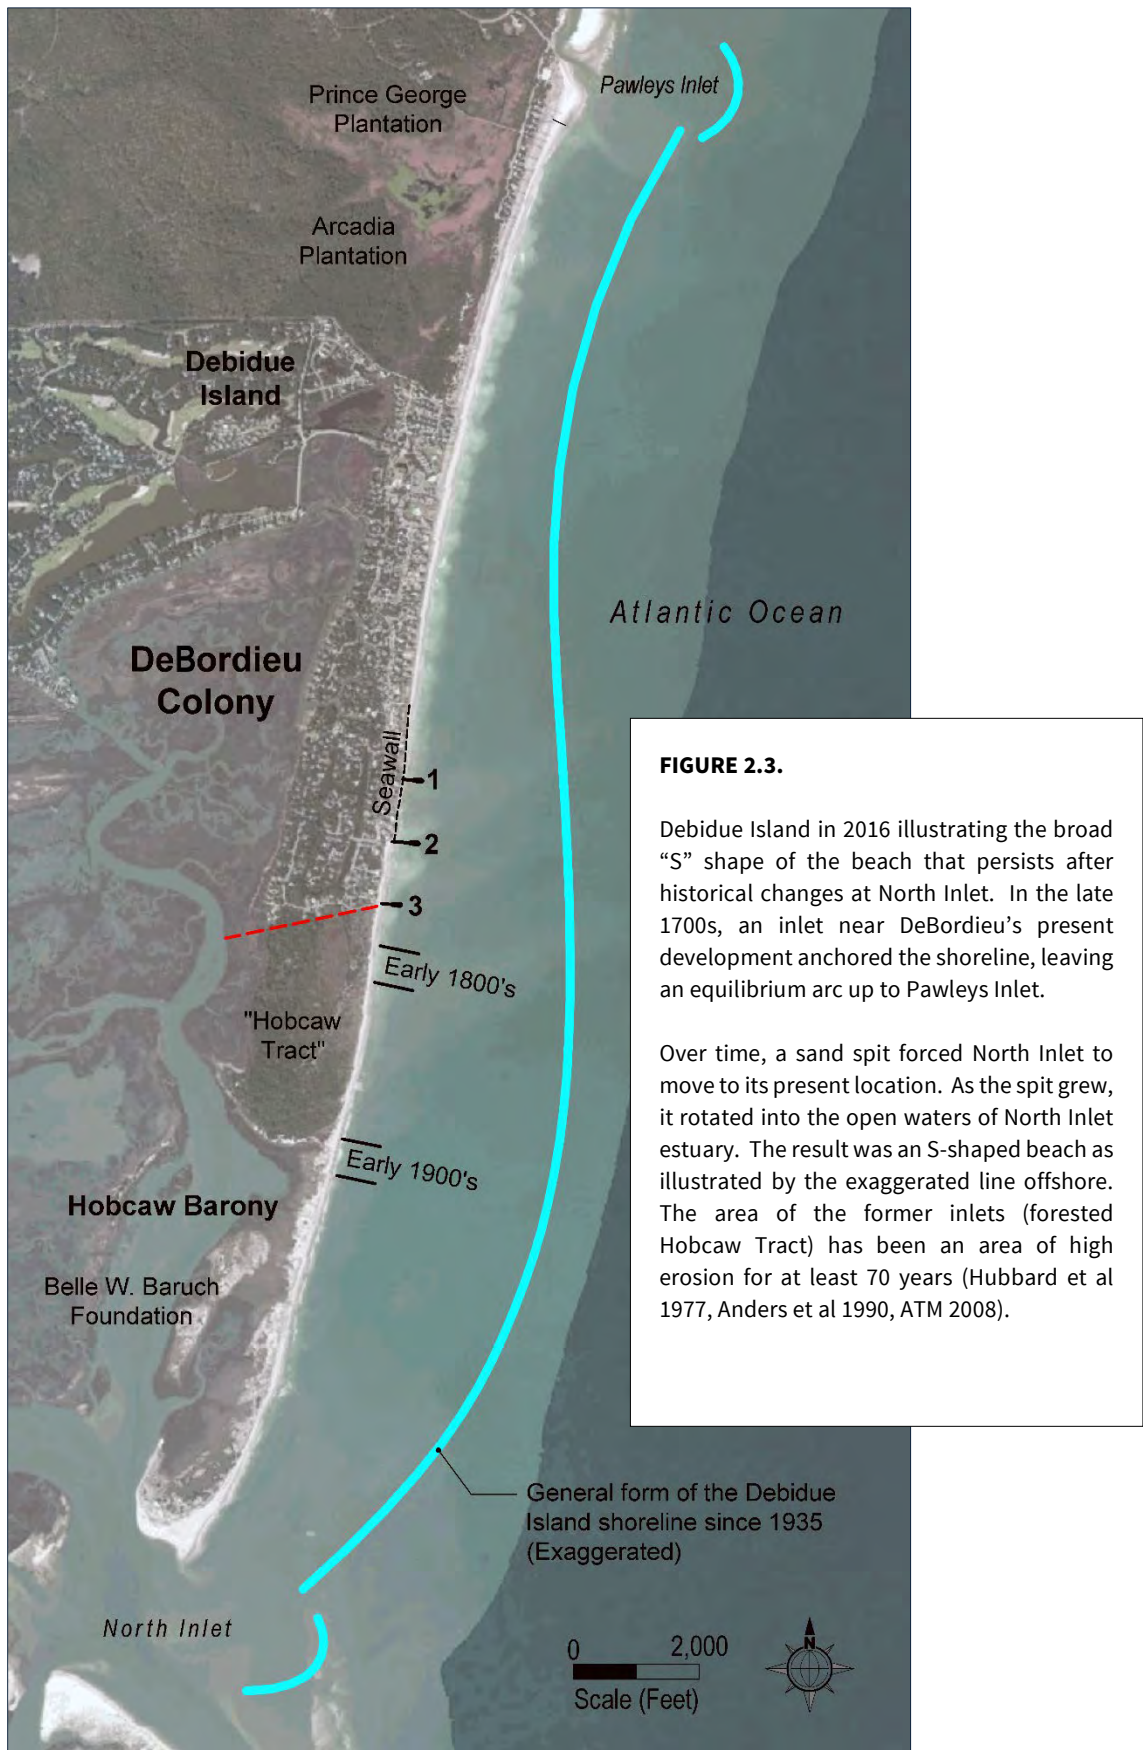 Pawleys Inlet
Prince George
Plantation
Arcadia
Plantation
Debidue
Island
Atlantic Ocean
DeBordieu
Colony
Seawall
1
2
3
Early 1800's
"Hobcaw
Tract"
Early 1900's
Hobcaw Barony
Belle W. Baruch
Foundation
General form of the Debidue
Island shoreline since 1935
(Exaggerated)
North Inlet
0 2,000
Scale (Feet)
N
FIGURE 2.3.
Debidue Island in 2016 illustrating the broad
“S” shape of the beach that persists after
historical changes at North Inlet. In the late
1700s, an inlet near DeBordieu’s present
development anchored the shoreline, leaving
an equilibrium arc up to Pawleys Inlet.
Over time, a sand spit forced North Inlet to
move to its present location. As the spit grew,
it rotated into the open waters of North Inlet
estuary. The result was an S-shaped beach as
illustrated by the exaggerated line offshore.
The area of the former inlets (forested
Hobcaw Tract) has been an area of high
erosion for at least 70 years (Hubbard et al
1977, Anders et al 1990, ATM 2008).